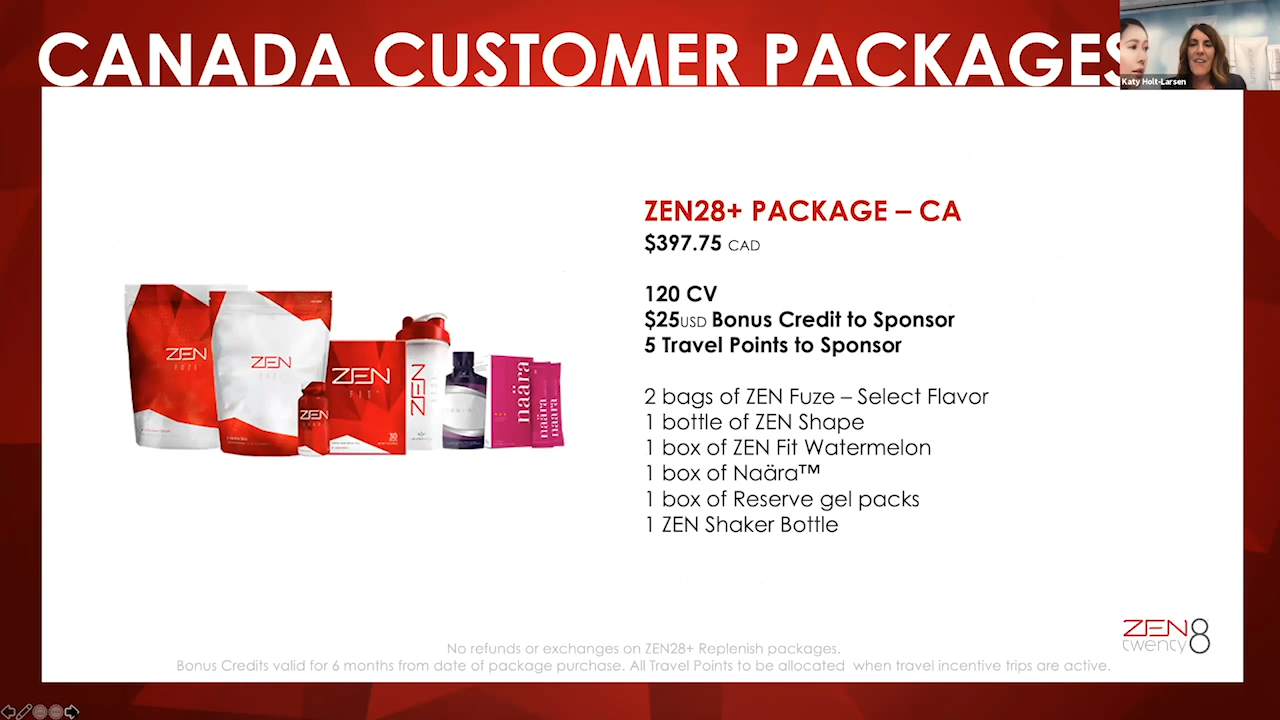 CANADA CUSTOMER PACKAGES
Katy Holt-Larsen
ZEN28+ PACKAGE – CA
$397.75 CAD
120 CV
$25USD Bonus Credit to Sponsor
5 Travel Points to Sponsor
2 bags of ZEN Fuze – Select Flavor
1 bottle of ZEN Shape
1 box of ZEN Fit Watermelon
1 box of Naära™
1 box of Reserve gel packs
1 ZEN Shaker Bottle
ZEN
FUZE
ZEN
ZEN
ZEN
FIT
ZEN
naära
naära
naära
ZEN
twenty8
No refunds or exchanges on ZEN28+ Replenish packages.
Bonus Credits valid for 6 months from date of package purchase. All Travel Points to be allocated when travel incentive trips are active.